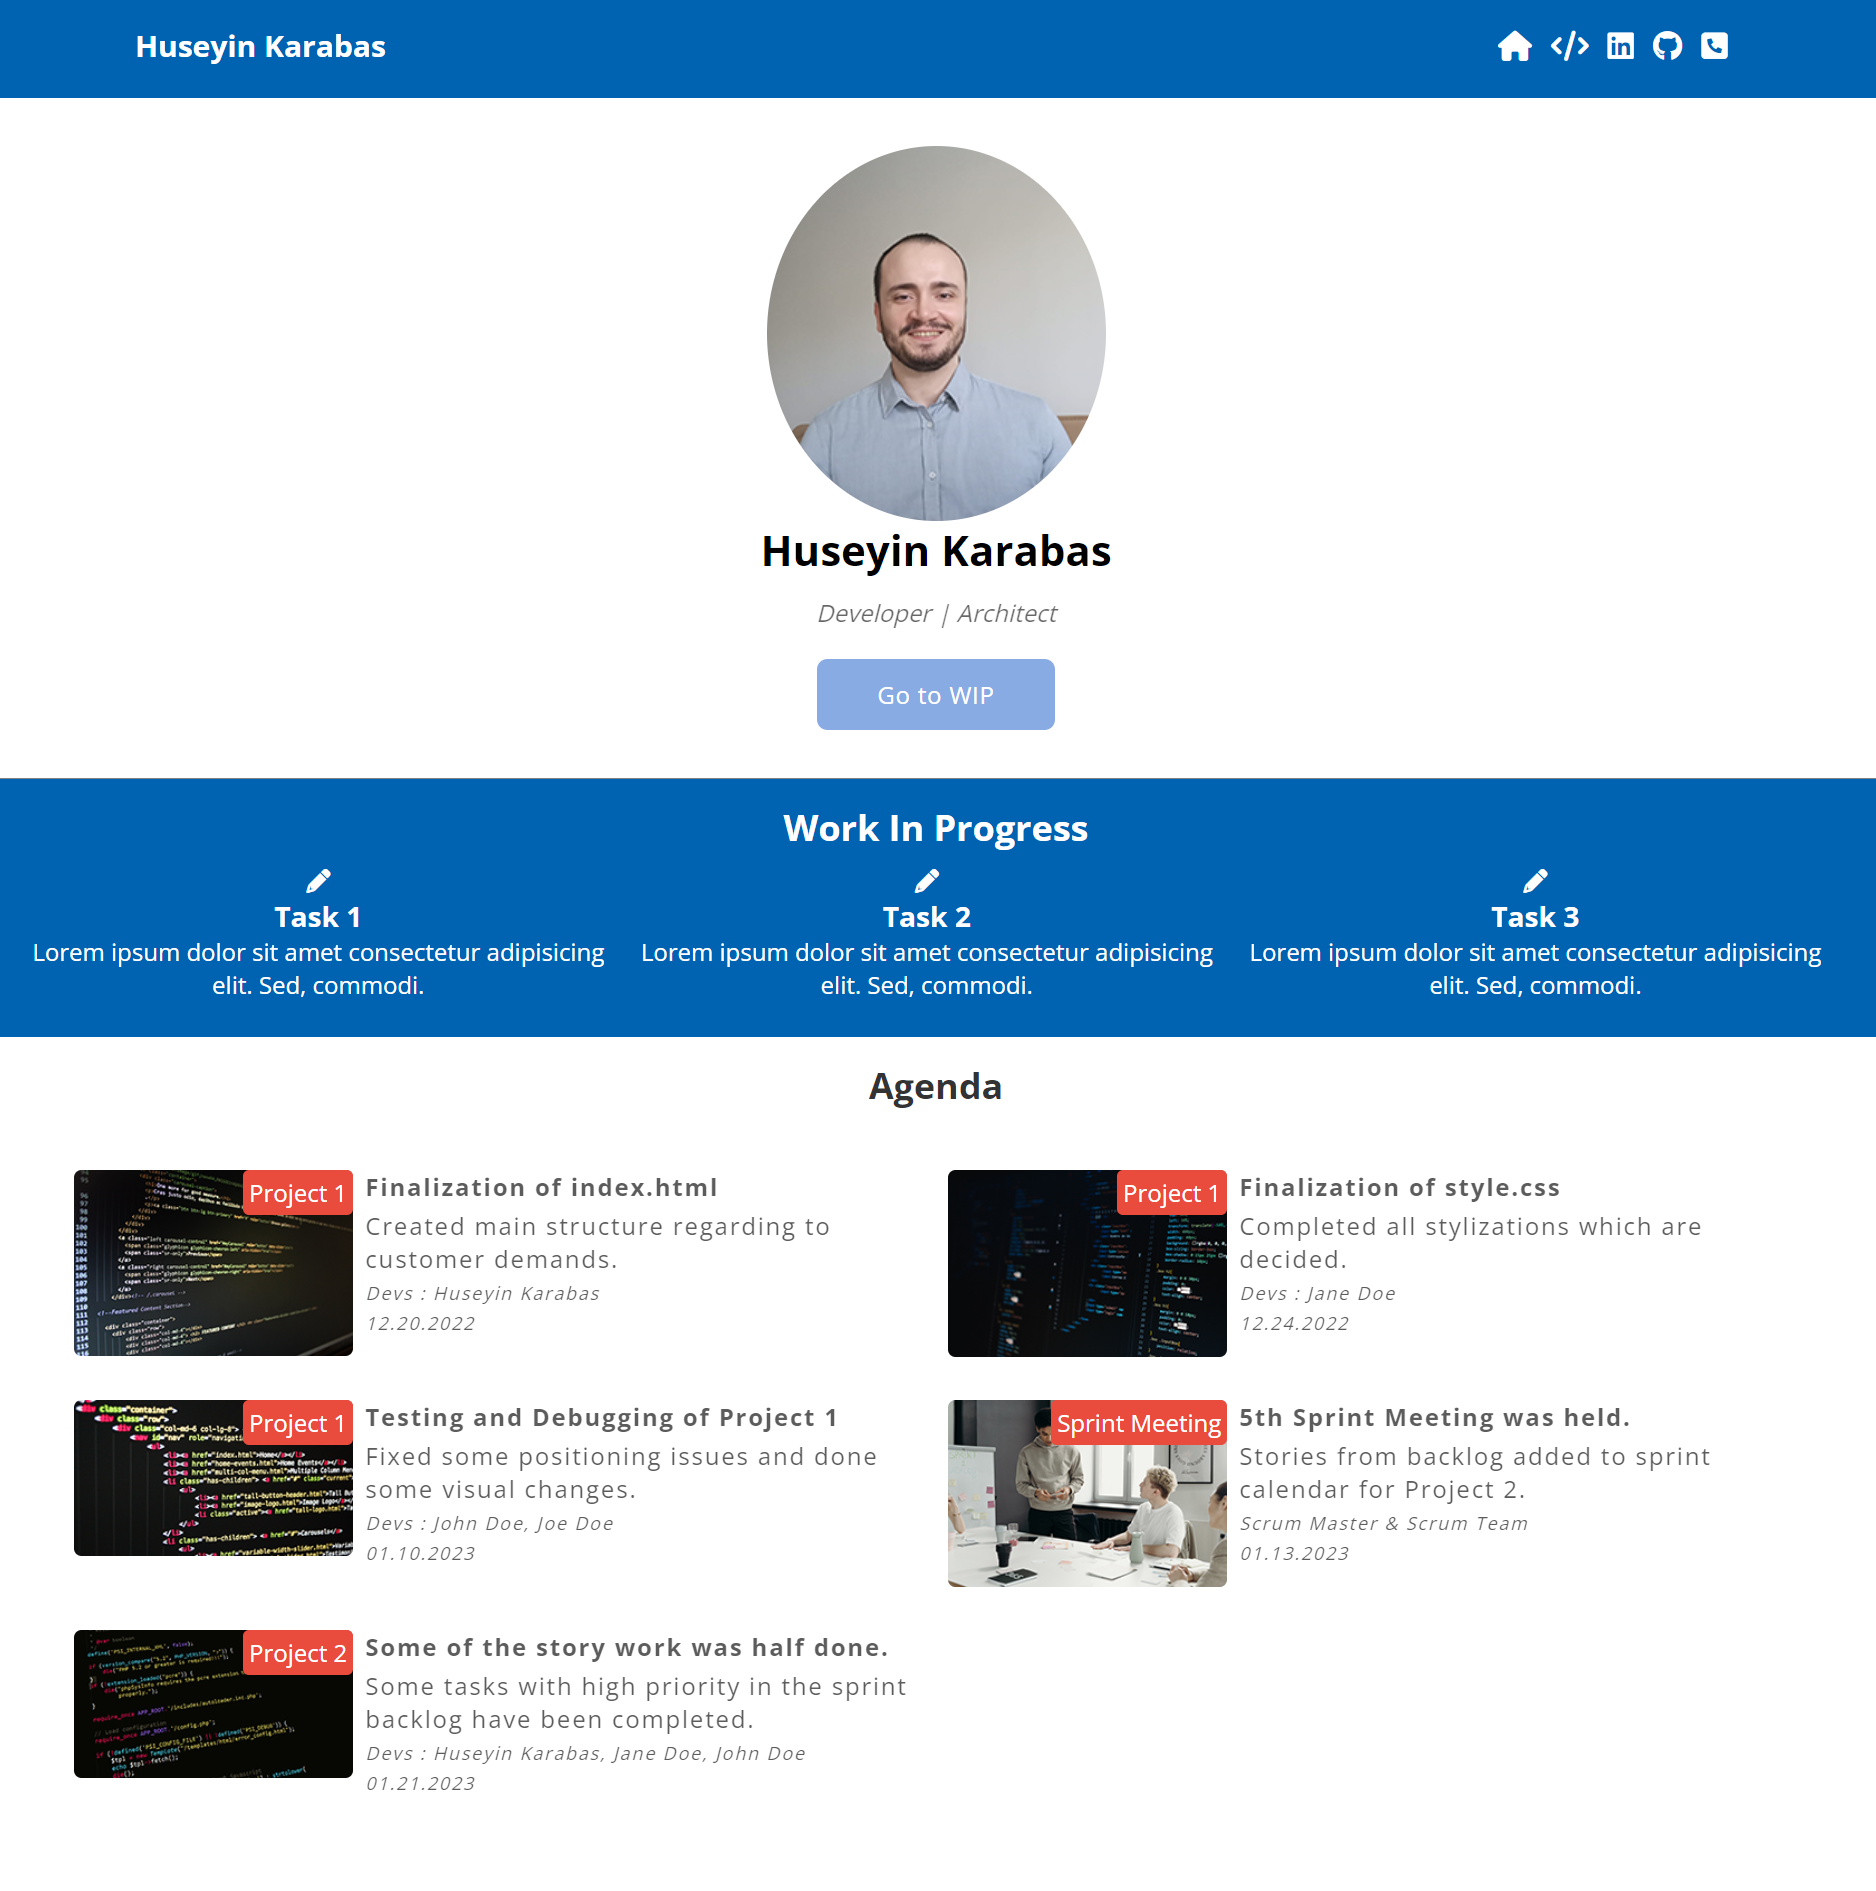 Huseyin Karabas
Huseyin Karabas
Developer | Architect
Go to WIP
Work In Progress
Task 1
Lorem ipsum dolor sit amet consectetur adipisicing
elit. Sed, commodi.
Task 2
Lorem ipsum dolor sit amet consectetur adipisicing
elit. Sed, commodi.
Task 3
Lorem ipsum dolor sit amet consectetur adipisicing
elit. Sed, commodi.
Agenda
Project 1
Finalization of index.html
Created main structure regarding to
customer demands.
Devs : Huseyin Karabas
12.20.2022
Project 1
Finalization of style.css
Completed all stylizations which are
decided.
Devs : Jane Doe
12.24.2022
Project 1
Testing and Debugging of Project 1
Fixed some positioning issues and done
some visual changes.
Devs : John Doe, Joe Doe
01.10.2023
Sprint Meeting
5th Sprint Meeting was held.
Stories from backlog added to sprint
calendar for Project 2.
Scrum Master & Scrum Team
01.13.2023
Project 2
Some of the story work was half done.
Some tasks with high priority in the sprint
backlog have been completed.
Devs : Huseyin Karabas, Jane Doe, John Doe
01.21.2023